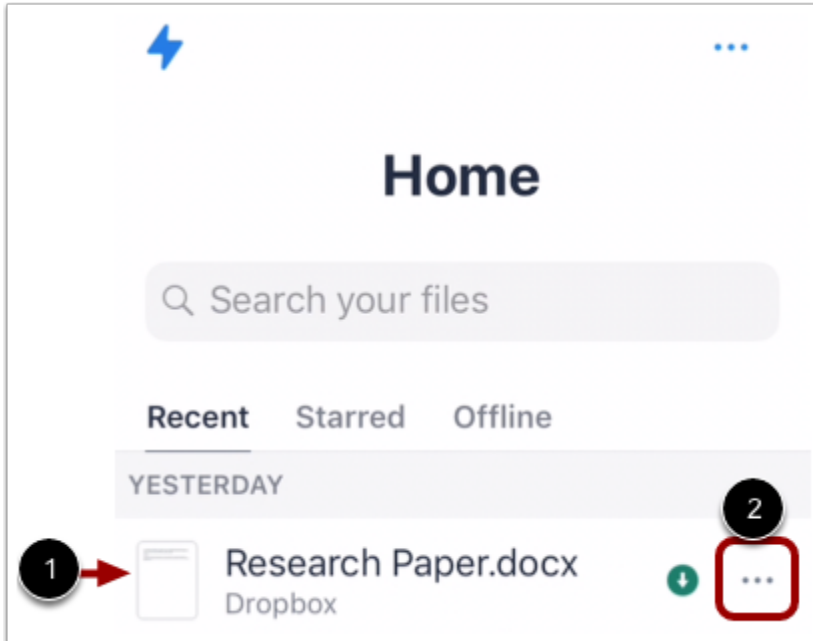 Home
Search your files
Recent Starred Offline
YESTERDAY
2
1
Research Paper.docx
Dropbox